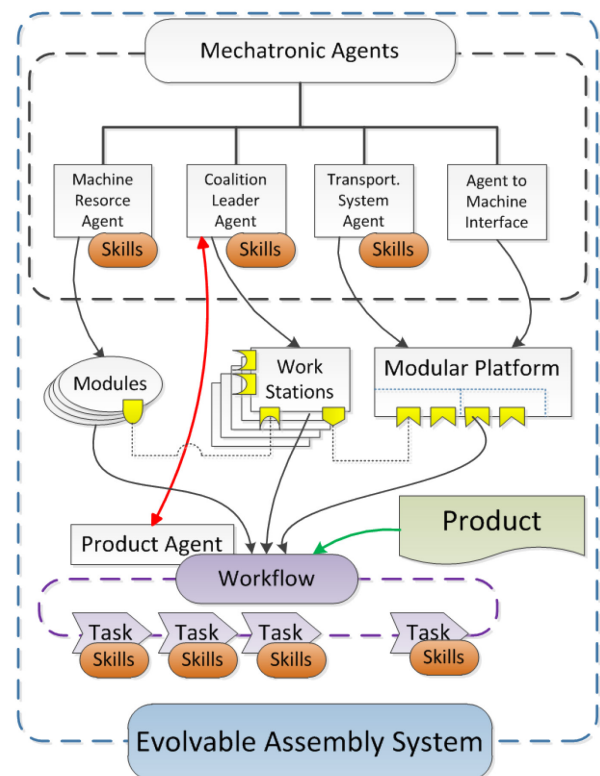 Mechatronic Agents
Machine
Resorce
Agent
Skills
Coalition
Leader
Agent
Skills
Transport.
System
Agent
Skills
Agent to
Machine
Interface
Modules
Work
Stations
Modular Platform
Product Agent
Product
Workflow
Task
Skills
Task
Skills
Task
Skills
Task
Skills
Evolvable Assembly System